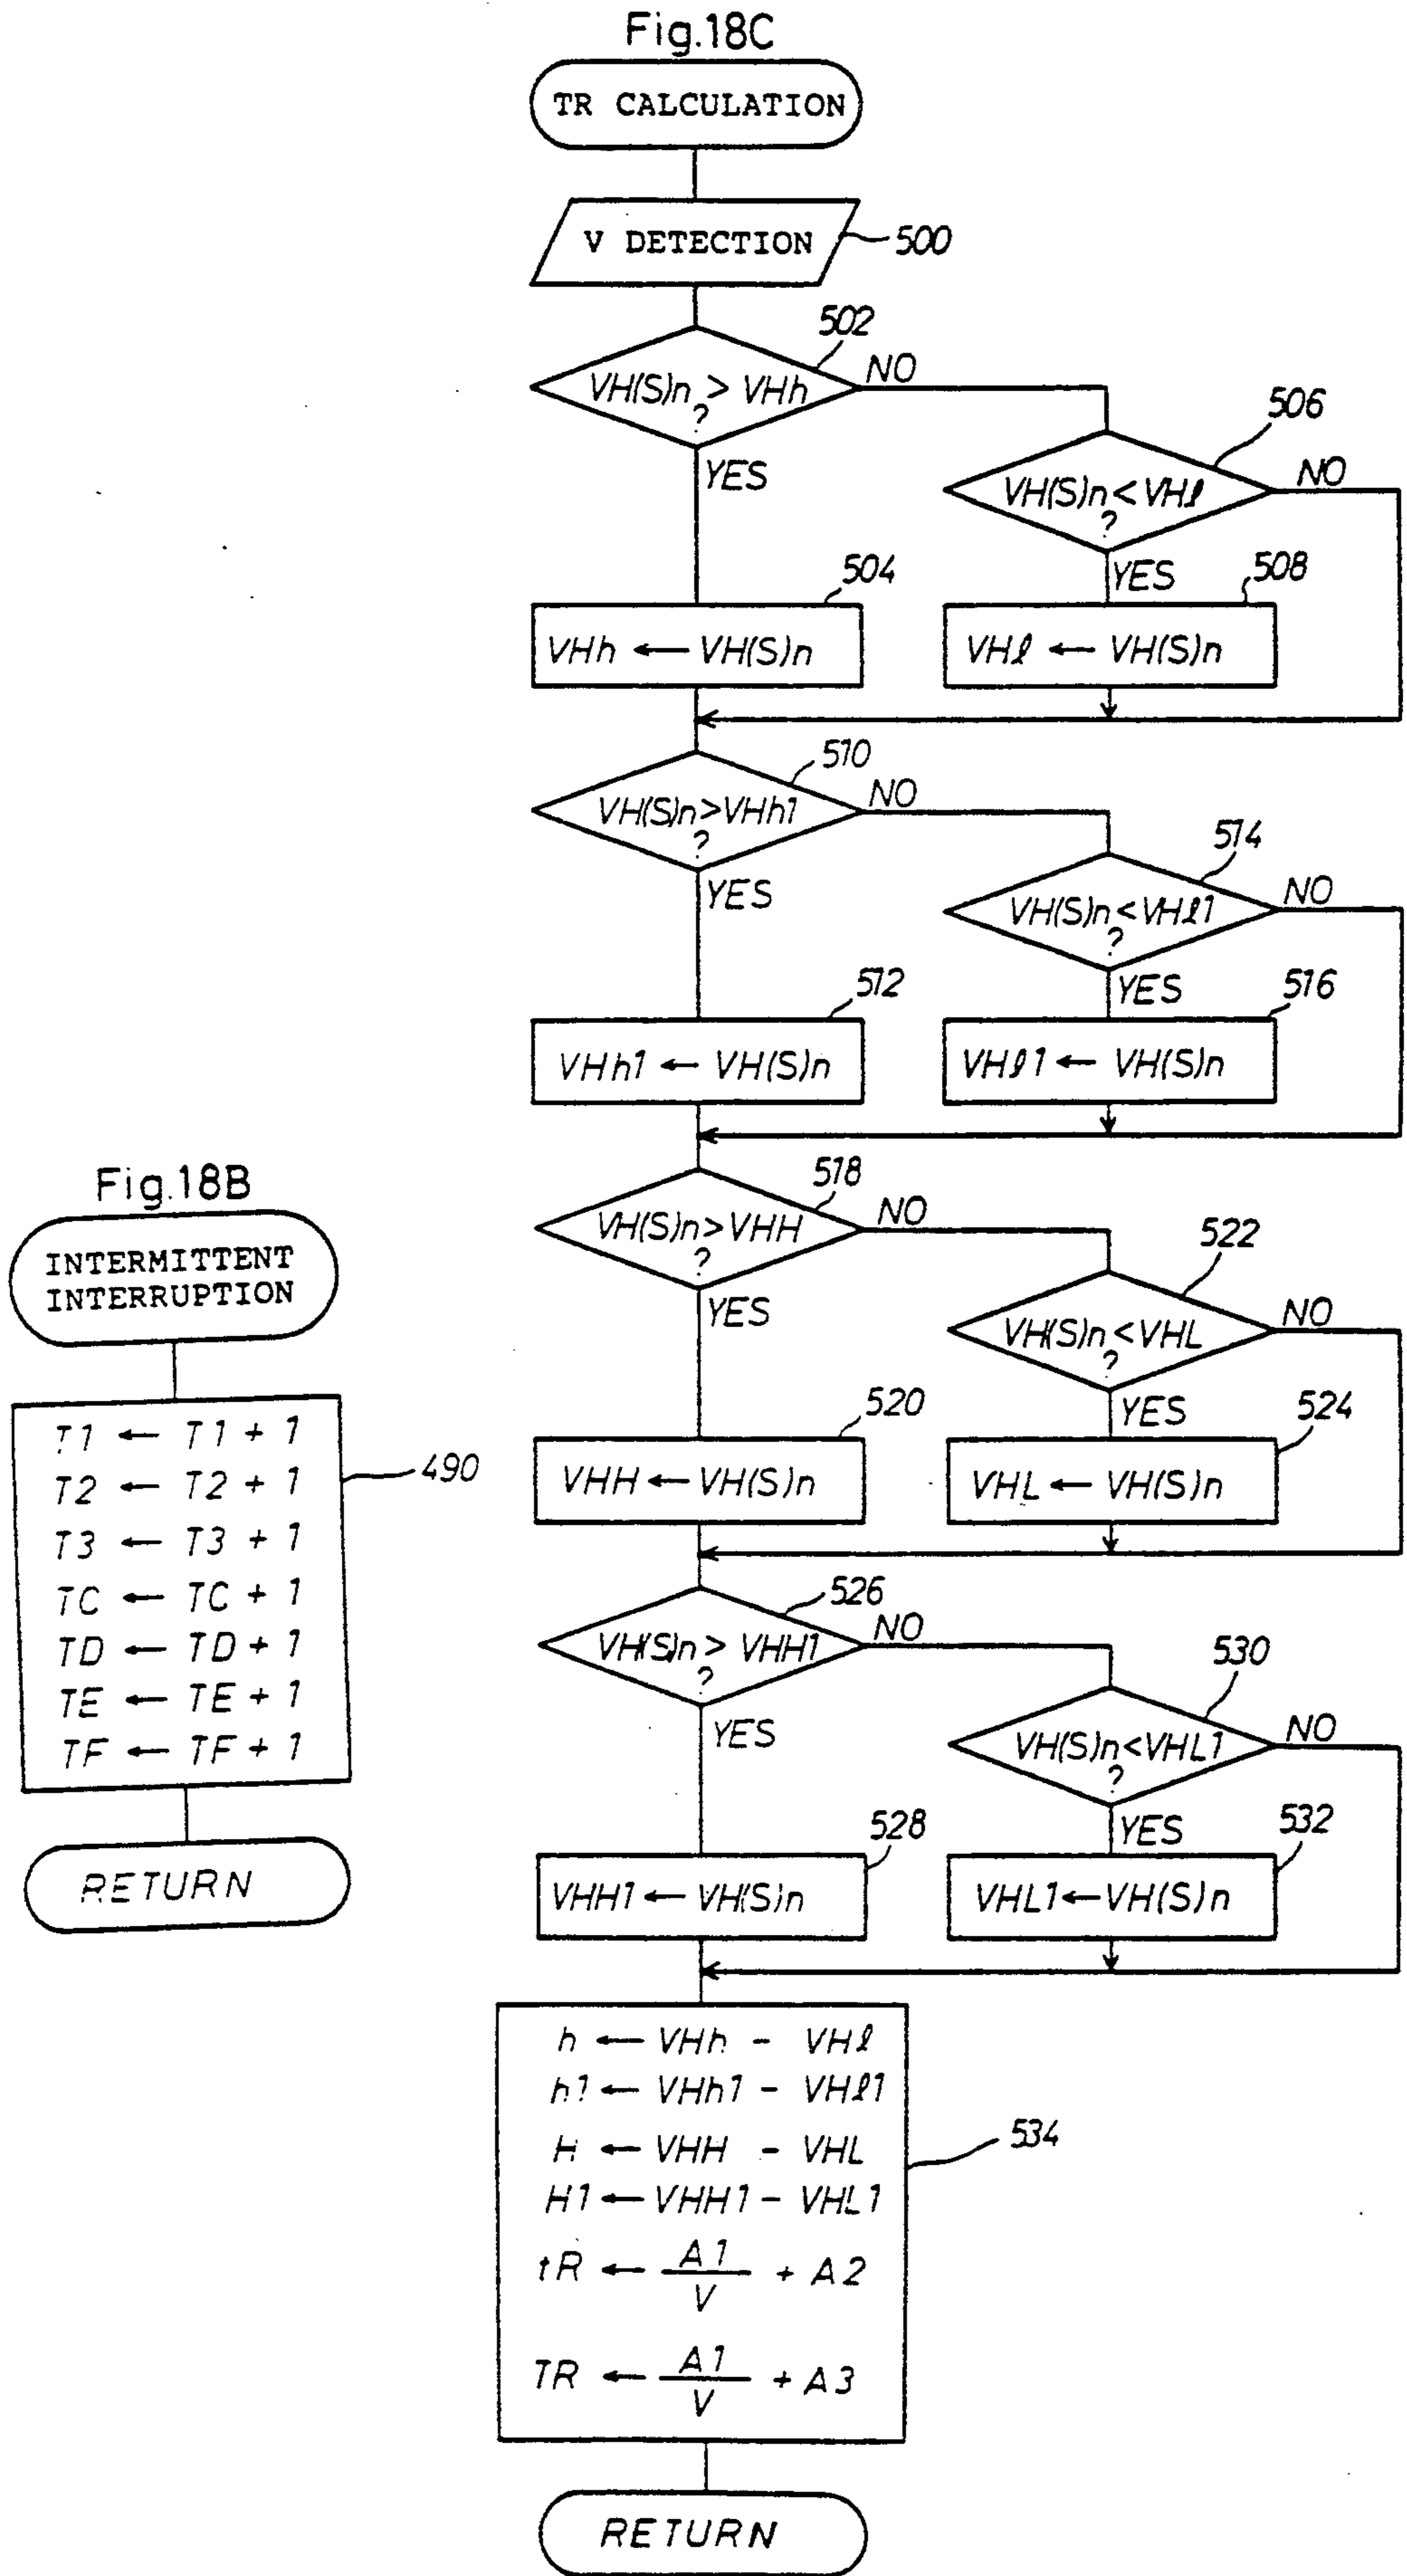 Fig.18C
TR CALCULATION
V DETECTION
500
502
VH(S)n > VHh
?
NO
YES
506
VH(S)n < VHℓ
?
NO
YES
504
VHh ← VH(S)n
508
VHℓ ← VH(S)n
510
VH(S)n > VHh1
?
NO
YES
514
VH(S)n < VHℓ1
?
NO
YES
512
VHh1 ← VH(S)n
516
VHℓ1 ← VH(S)n
518
VH(S)n > VHH
?
NO
YES
522
VH(S)n < VHL
?
NO
YES
520
VHH ← VH(S)n
524
VHL ← VH(S)n
526
VH(S)n > VHH1
?
NO
YES
530
VH(S)n < VHL1
?
NO
YES
528
VHH1 ← VH(S)n
532
VHL1 ← VH(S)n
h ← VHh - VHℓ
h1 ← VHh1 - VHℓ1
H ← VHH - VHL
H1 ← VHH1 - VHL1
tR ← A1/V + A2
TR ← A1/V + A3
534
RETURN
Fig.18B
INTERMITTENT
INTERRUPTION
T1 ← T1 + 1
T2 ← T2 + 1
T3 ← T3 + 1
TC ← TC + 1
TD ← TD + 1
TE ← TE + 1
TF ← TF + 1
490
RETURN